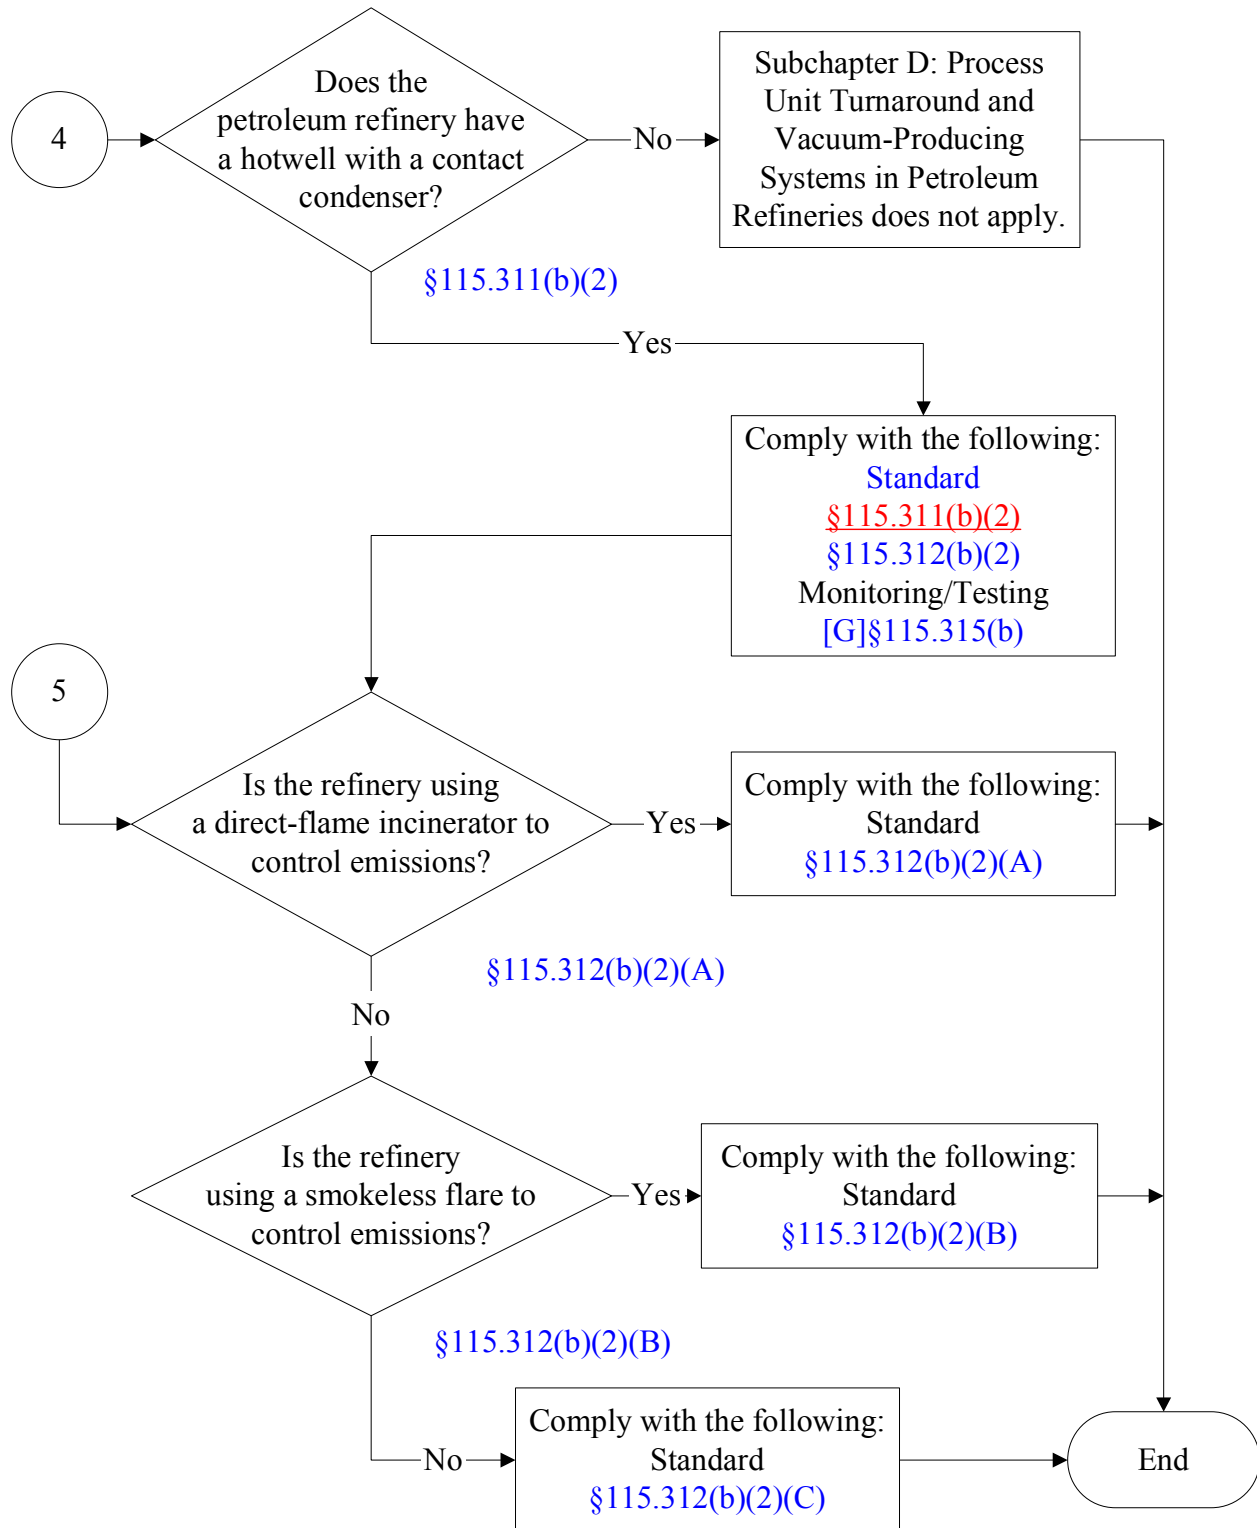 4
Does the
petroleum refinery have
a hotwell with a contact
condenser?
No
Subchapter D: Process
Unit Turnaround and
Vacuum-Producing
Systems in Petroleum
Refineries does not apply.
§115.311(b)(2)
Yes
Comply with the following:
Standard
§115.311(b)(2)
§115.312(b)(2)
Monitoring/Testing
[G]§115.315(b)
5
Is the refinery using
a direct-flame incinerator to
control emissions?
Yes
Comply with the following:
Standard
§115.312(b)(2)(A)
§115.312(b)(2)(A)
No
Is the refinery
using a smokeless flare to
control emissions?
Yes
Comply with the following:
Standard
§115.312(b)(2)(B)
§115.312(b)(2)(B)
No
Comply with the following:
Standard
§115.312(b)(2)(C)
End